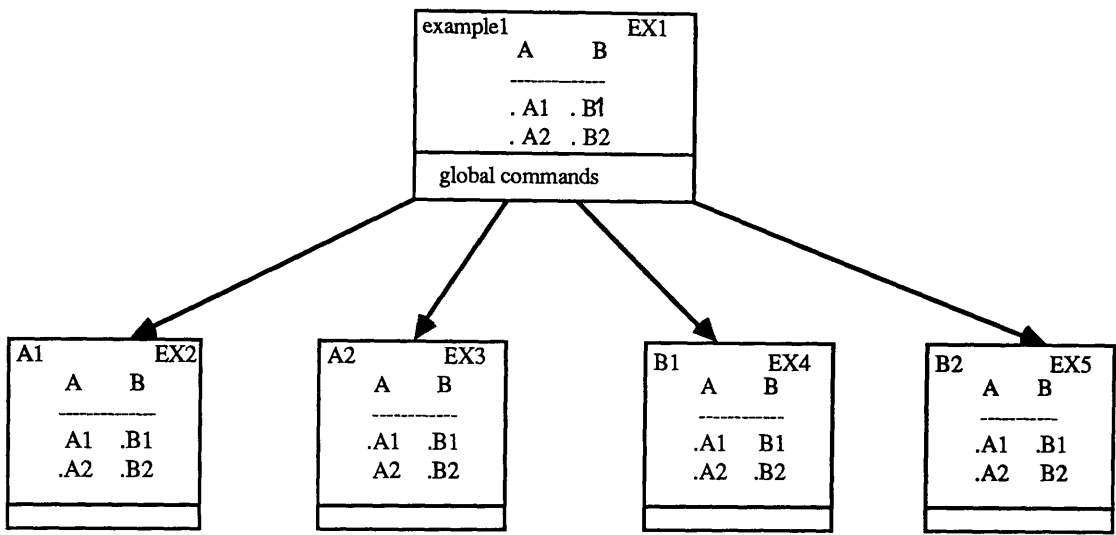 example1 EX1
A B
---------------
. A1 . B1
. A2 . B2
global commands
A1 EX2
A B
---------------
A1 .B1
.A2 .B2
A2 EX3
A B
---------------
.A1 .B1
A2 .B2
B1 EX4
A B
---------------
.A1 B1
.A2 .B2
B2 EX5
A B
---------------
.A1 .B1
.A2 B2